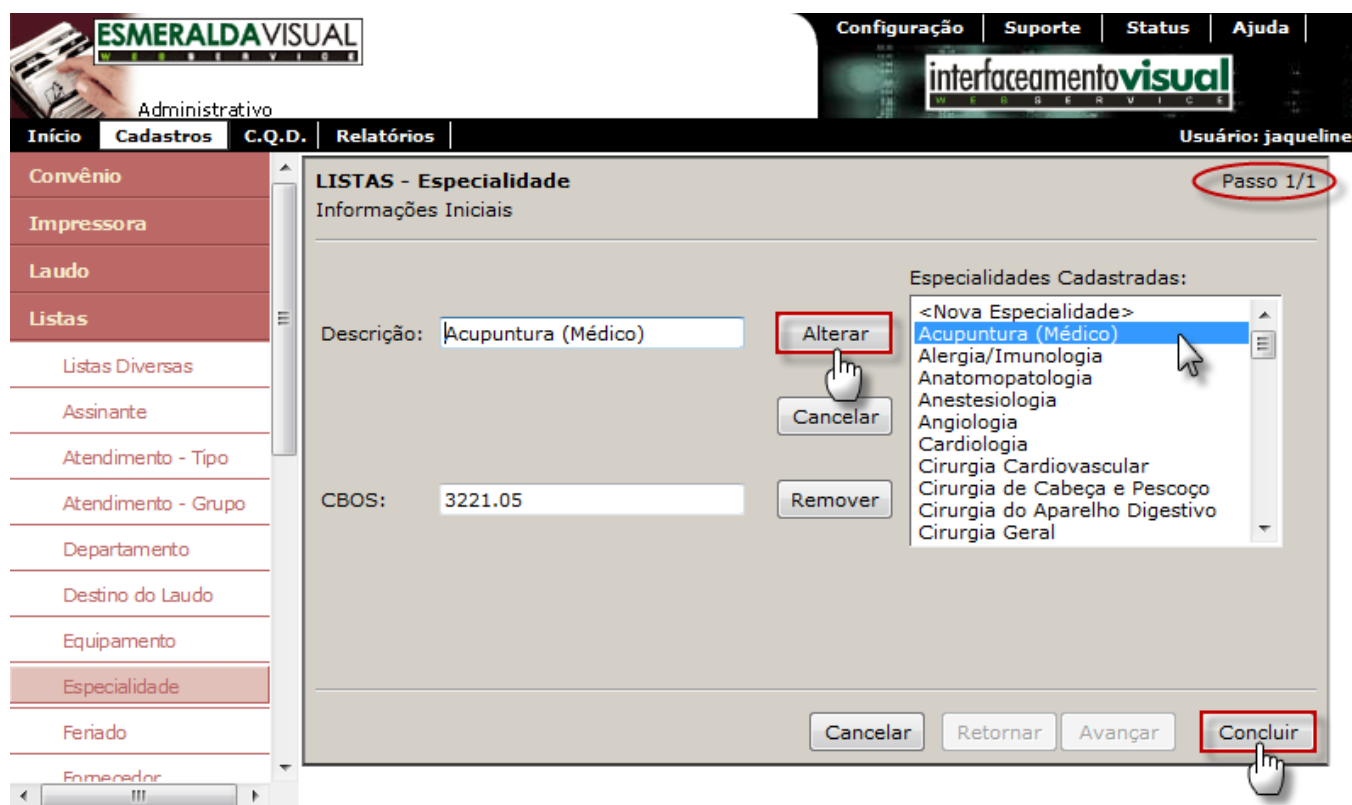 ESMERALDAVISUAL
WEBSERVICE
Administrativo
Configuração Suporte Status Ajuda
interfaceamentovisual
WEBSERVICE
Início Cadastros C.Q.D. Relatórios Usuário: jaqueline
Convênio
Impressora
Laudo
Listas
Listas Diversas
Assinante
Atendimento - Tipo
Atendimento - Grupo
Departamento
Destino do Laudo
Equipamento
Especialidade
Feriado
Fornecedor
LISTAS - Especialidade Passo 1/1
Informações Iniciais
Especialidades Cadastradas:
Descrição: Acupuntura (Médico) Alterar
Cancelar
CBOS: 3221.05 Remover
<Nova Especialidade>
Acupuntura (Médico)
Alergia/Imunologia
Anatomopatologia
Anestesiologia
Angiologia
Cardiologia
Cirurgia Cardiovascular
Cirurgia de Cabeça e Pescoço
Cirurgia do Aparelho Digestivo
Cirurgia Geral
Cancelar Retornar Avançar Concluir